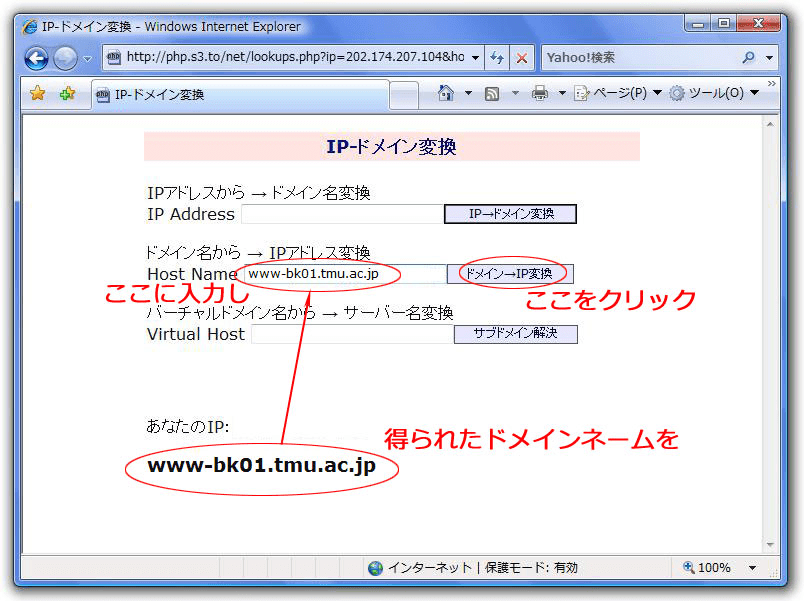 IP-ドメイン変換 - Windows Internet Explorer
http://php.s3.to/net/lookups.php?ip=202.174.207.104&ho
Yahoo!検索
IP-ドメイン変換
ページ(P)
ツール(O)
IP-ドメイン変換
IPアドレスから → ドメイン名変換
IP Address
IP→ドメイン変換
ドメイン名から → IPアドレス変換
Host Name www-bk01.tmu.ac.jp
ドメイン→IP変換
ここに入力し
ここをクリック
バーチャルドメイン名から → サーバー名変換
Virtual Host
サブドメイン解決
あなたのIP:
得られたドメインネームを
www-bk01.tmu.ac.jp
インターネット | 保護モード: 有効
100%